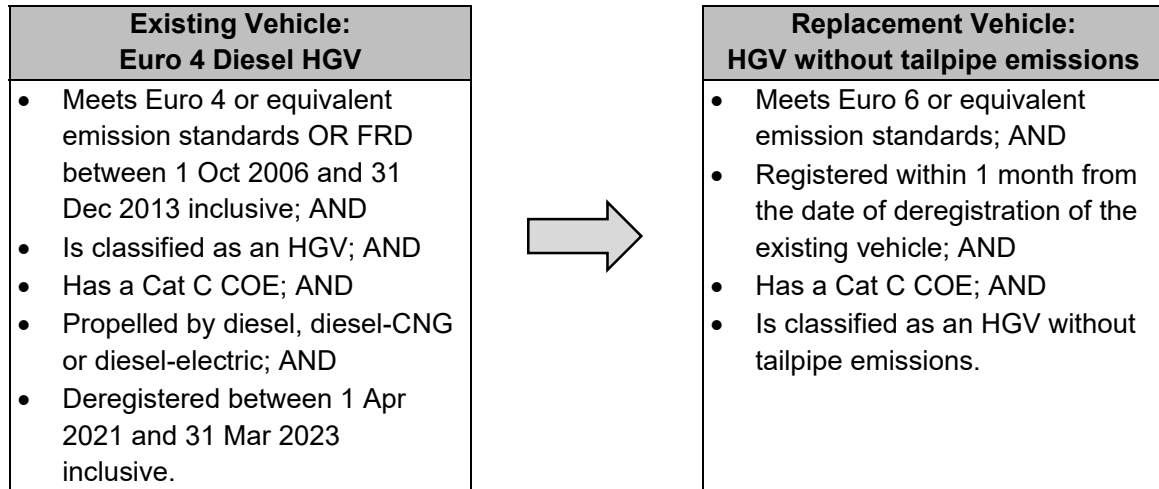 Existing Vehicle:
Euro 4 Diesel HGV
• Meets Euro 4 or equivalent
emission standards OR FRD
between 1 Oct 2006 and 31
Dec 2013 inclusive; AND
• Is classified as an HGV; AND
• Has a Cat C COE; AND
• Propelled by diesel, diesel-CNG
or diesel-electric; AND
• Deregistered between 1 Apr
2021 and 31 Mar 2023
inclusive.
Replacement Vehicle:
HGV without tailpipe emissions
• Meets Euro 6 or equivalent
emission standards; AND
• Registered within 1 month from
the date of deregistration of the
existing vehicle; AND
• Has a Cat C COE; AND
• Is classified as an HGV without
tailpipe emissions.